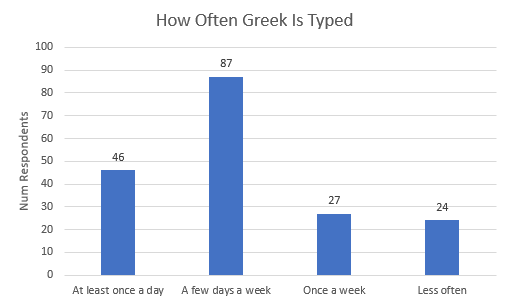 How Often Greek Is Typed
Num Respondents
100
90
80
70
60
50
40
30
20
10
0
46
87
27
24
At least once a day
A few days a week
Once a week
Less often